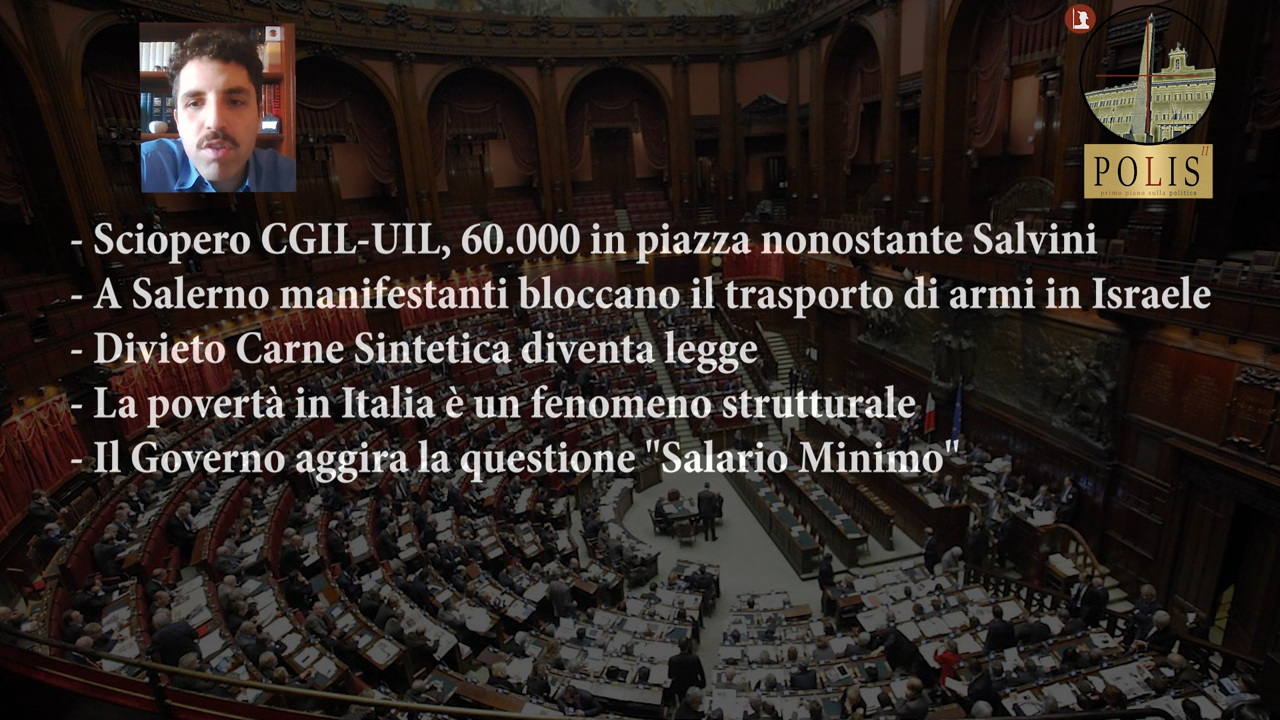 II
POLIS
primo piano sulla politica
- Sciopero CGIL-UIL, 60.000 in piazza nonostante Salvini
- A Salerno manifestanti bloccano il trasporto di armi in Israele
- Divieto Carne Sintetica diventa legge
- La povertà in Italia è un fenomeno strutturale
- Il Governo aggira la questione "Salario Minimo"